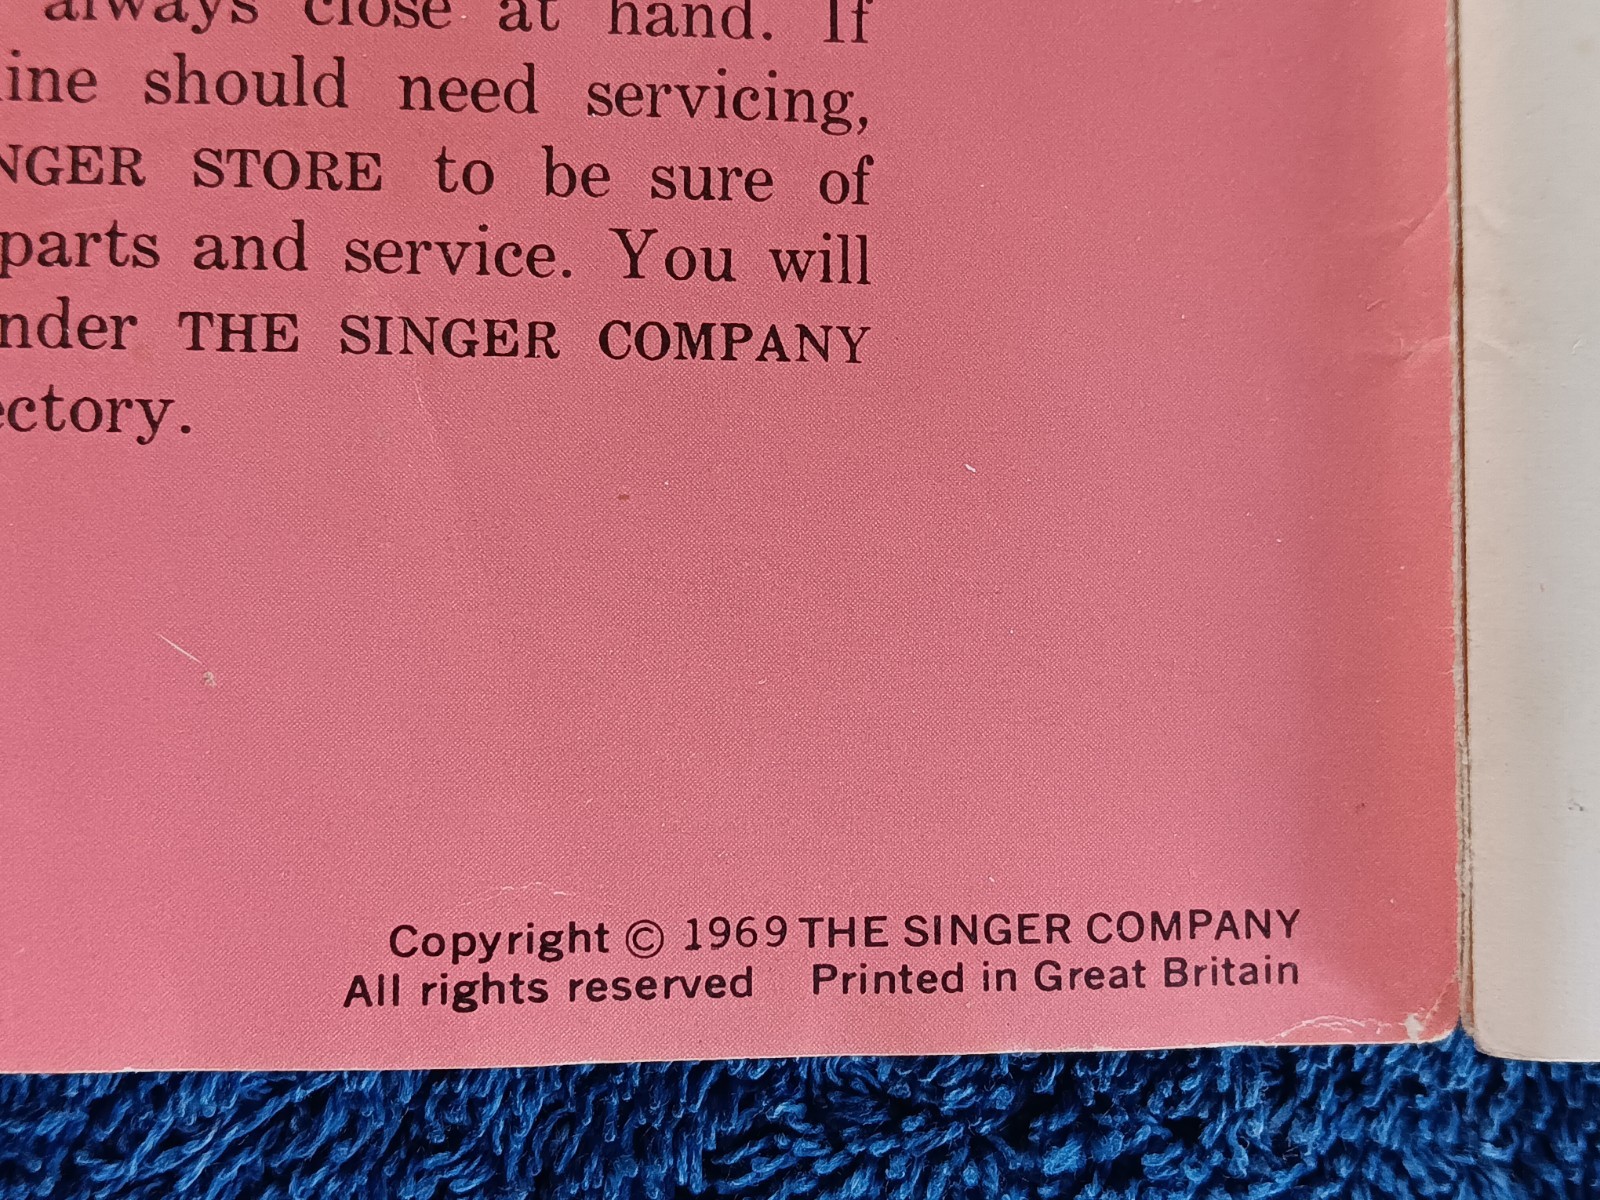 always close at hand. If
ine should need servicing,
NGER STORE to be sure of
parts and service. You will
nder THE SINGER COMPANY
ectory.
Copyright © 1969 THE SINGER COMPANY
All rights reserved Printed in Great Britain